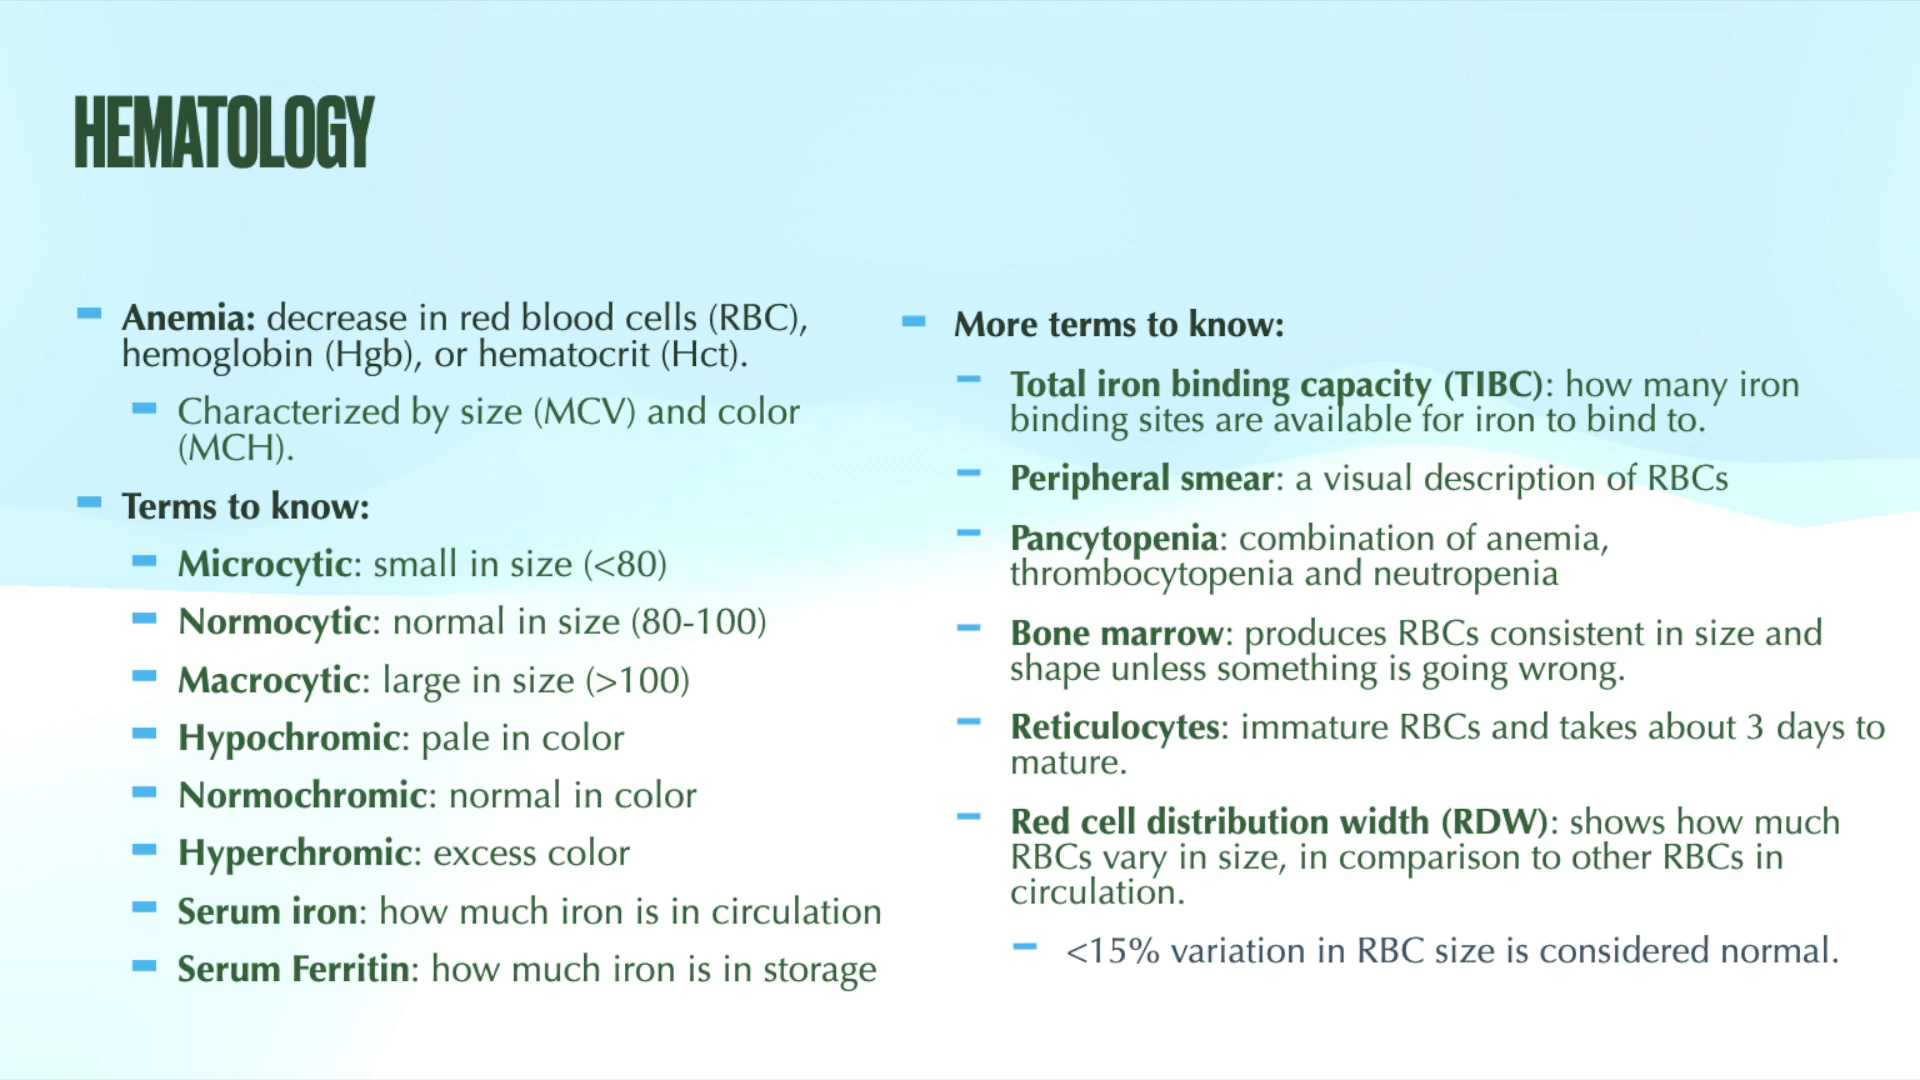 HEMATOLOGY
Anemia: decrease in red blood cells (RBC),
hemoglobin (Hgb), or hematocrit (Hct).
Characterized by size (MCV) and color
(MCH).
Terms to know:
Microcytic: small in size (<80)
Normocytic: normal in size (80-100)
Macrocytic: large in size (>100)
Hypochromic: pale in color
Normochromic: normal in color
Hyperchromic: excess color
Serum iron: how much iron is in circulation
Serum Ferritin: how much iron is in storage
More terms to know:
Total iron binding capacity (TIBC): how many iron
binding sites are available for iron to bind to.
Peripheral smear: a visual description of RBCs
Pancytopenia: combination of anemia,
thrombocytopenia and neutropenia
Bone marrow: produces RBCs consistent in size and
shape unless something is going wrong.
Reticulocytes: immature RBCs and takes about 3 days to
mature.
Red cell distribution width (RDW): shows how much
RBCs vary in size, in comparison to other RBCs in
circulation.
<15% variation in RBC size is considered normal.